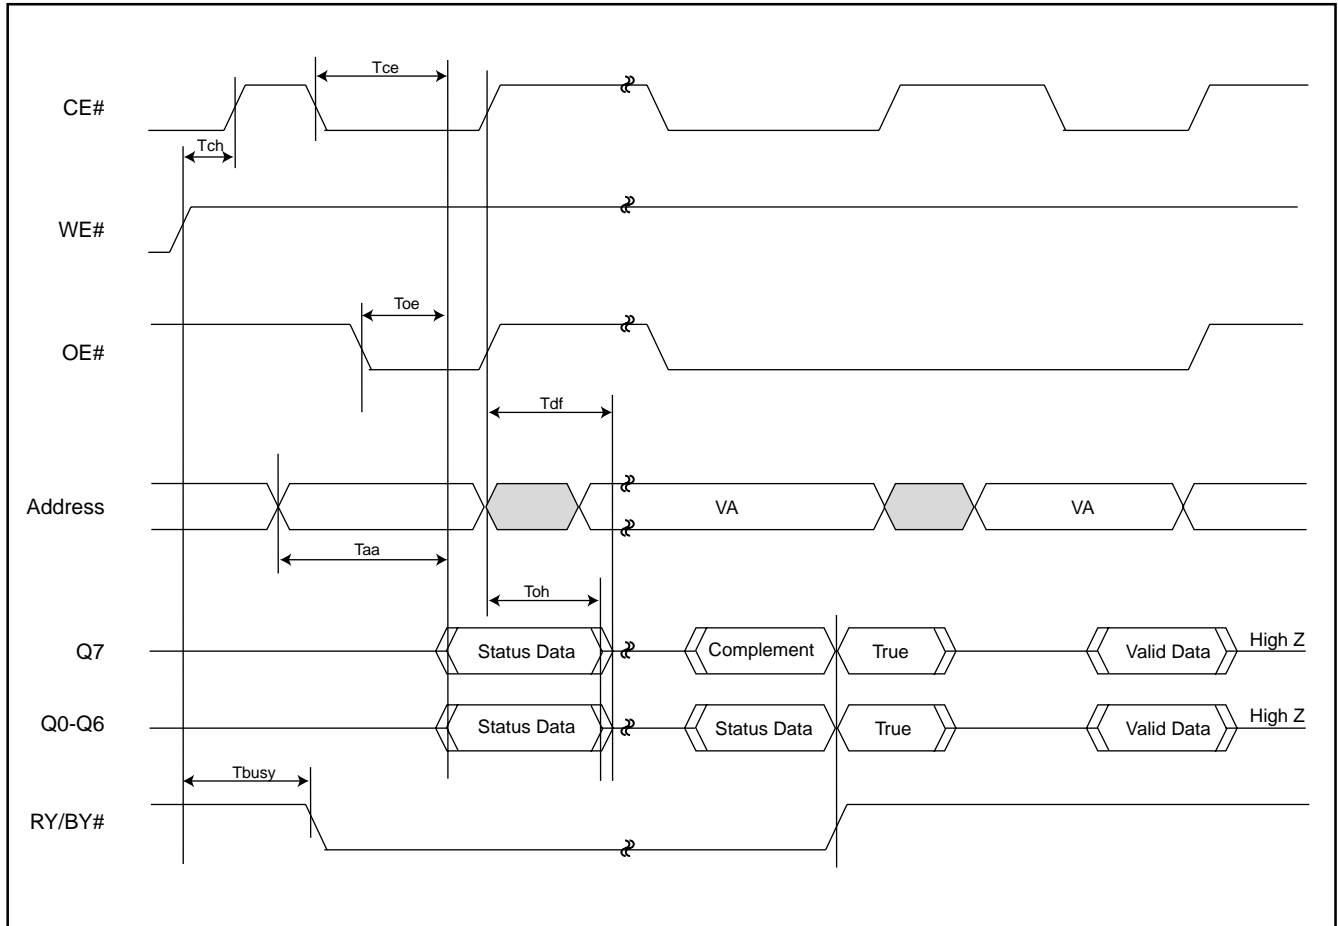 Tce
CE#
Tch
WE#
Toe
OE#
Tdf
Address
VA
VA
Taa
Toh
Q7
Status Data
Complement
True
Valid Data
High Z
Q0-Q6
Status Data
Status Data
True
Valid Data
High Z
Tbusy
RY/BY#